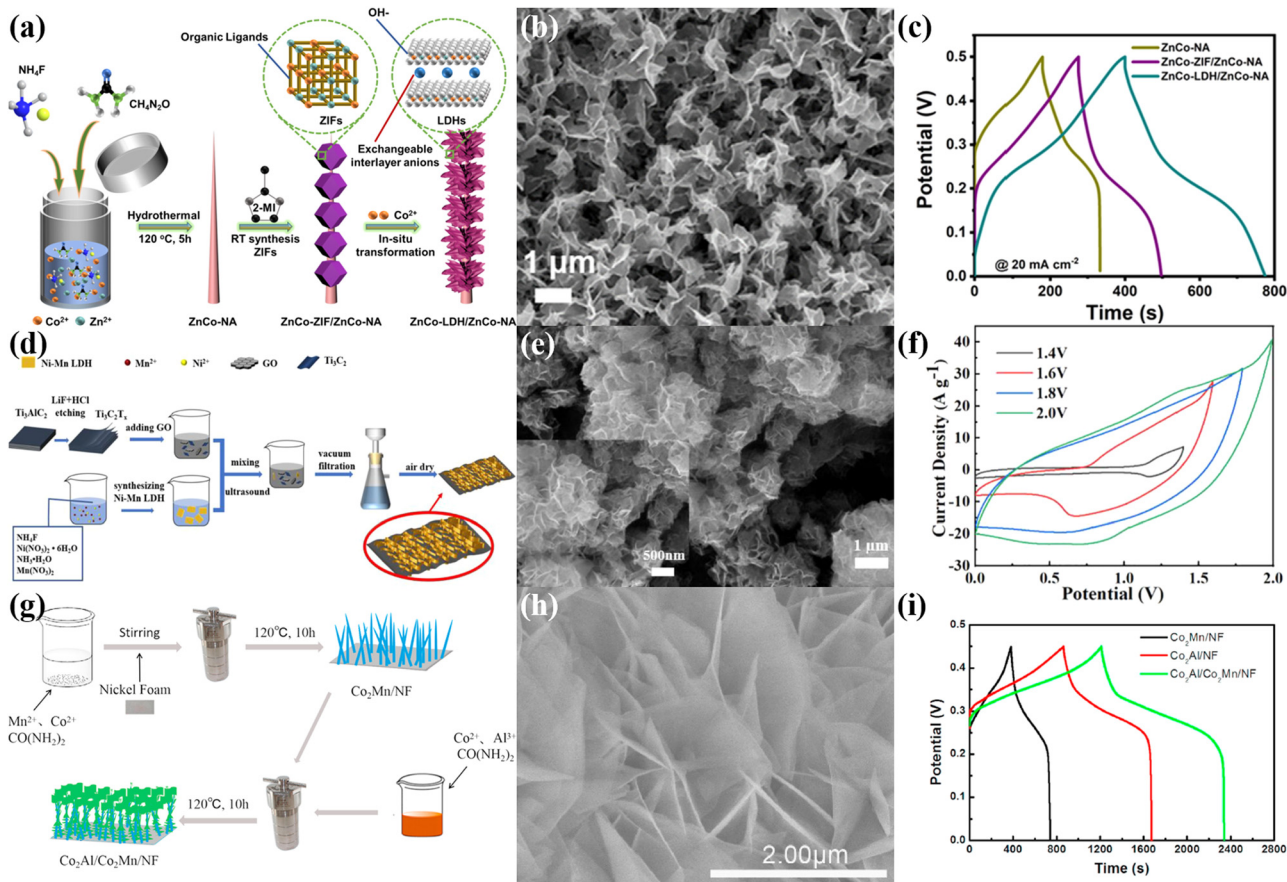 (a)
OH-
Organic Ligands
NH₄F
CH₄N₂O
ZIFs
LDHs
Exchangeable
interlayer anions
2-MI
Co²⁺
Hydrothermal
120 ºC, 5h
RT synthesis
ZIFs
In-situ
transformation
Co²⁺ Zn²⁺
ZnCo-NA
ZnCo-ZIF/ZnCo-NA
ZnCo-LDH/ZnCo-NA
(b)
1 μm
(c)
ZnCo-NA
ZnCo-ZIF/ZnCo-NA
ZnCo-LDH/ZnCo-NA
Potential (V)
0.5
0.4
0.3
0.2
0.1
0.0
@ 20 mA cm⁻²
0 200 400 600 800
Time (s)
(d)
Ni-Mn LDH Mn²⁺ Ni²⁺ GO Ti₃C₂
LiF+HCl
etching
Ti₃AlC₂
Ti₃C₂Tₓ
adding GO
mixing
ultrasound
vacuum
filtration
air dry
synthesizing
Ni-Mn LDH
NH₄F
Ni(NO₃)₂ • 6H₂O
NH₃•H₂O
Mn(NO₃)₂
(e)
500nm
1 μm
(f)
1.4V
1.6V
1.8V
2.0V
Current Density (A g⁻¹)
40
30
20
10
0
-10
-20
-30
0.0 0.5 1.0 1.5 2.0
Potential (V)
(g)
Stirring
Nickel Foam
120℃, 10h
Mn²⁺、Co²⁺
CO(NH₂)₂
Co₂Mn/NF
Co²⁺、Al³⁺
CO(NH₂)₂
120℃, 10h
Co₂Al/Co₂Mn/NF
(h)
2.00μm
(i)
Co₂Mn/NF
Co₂Al/NF
Co₂Al/Co₂Mn/NF
Potential (V)
0.5
0.4
0.3
0.2
0.1
0.0
0 400 800 1200 1600 2000 2400 2800
Time (s)